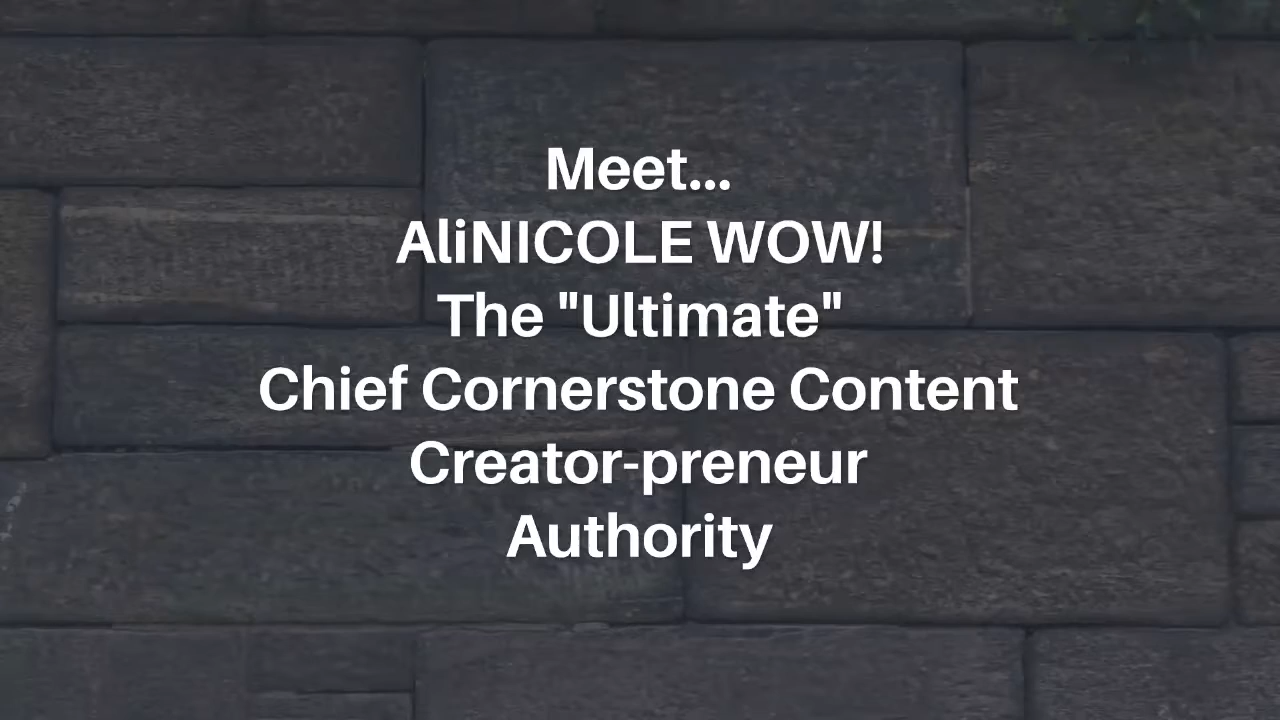 Meet...
AliNICOLE WOW!
The "Ultimate"
Chief Cornerstone Content
Creator-preneur
Authority